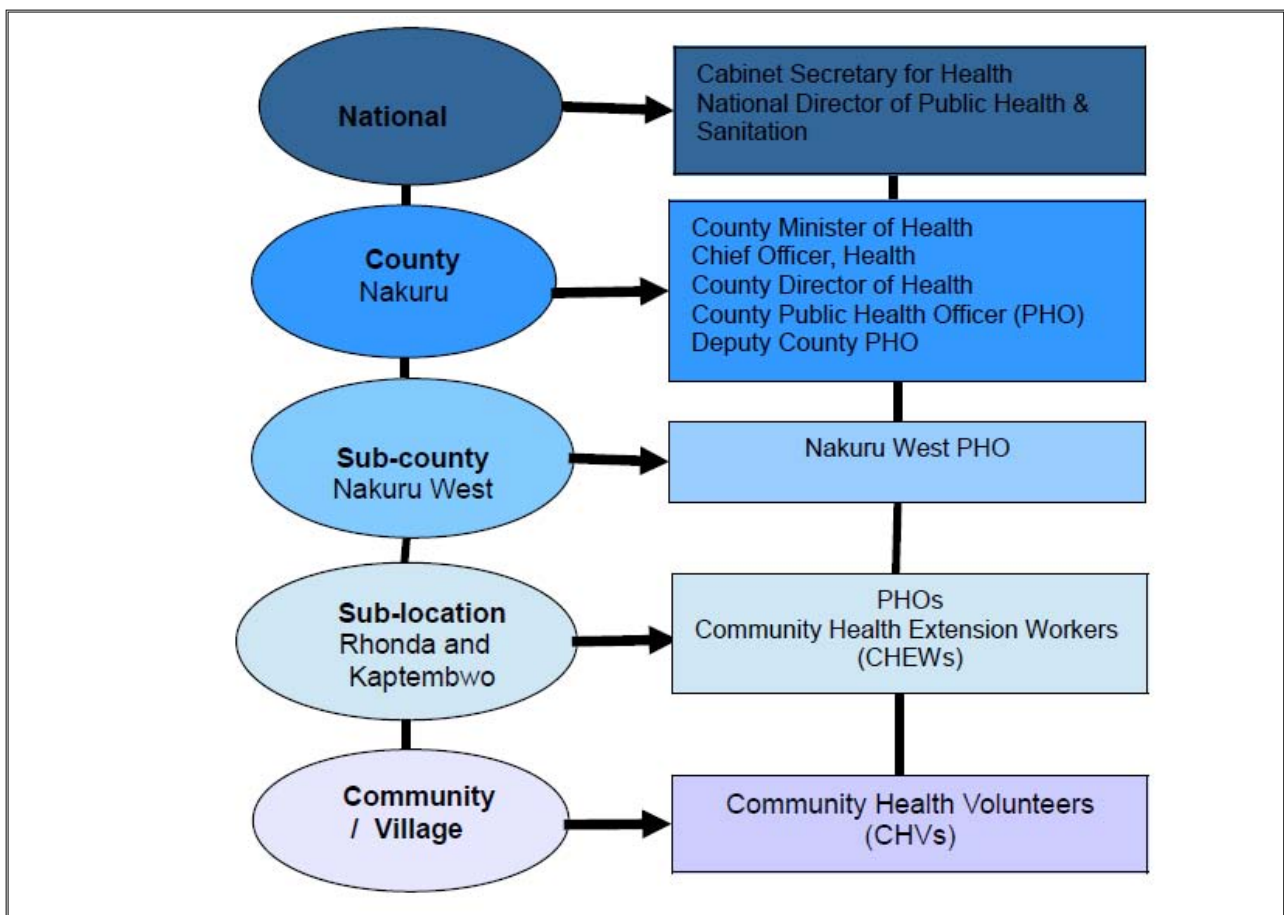 National
Cabinet Secretary for Health
National Director of Public Health &
Sanitation
County
Nakuru
County Minister of Health
Chief Officer, Health
County Director of Health
County Public Health Officer (PHO)
Deputy County PHO
Sub-county
Nakuru West
Nakuru West PHO
Sub-location
Rhonda and
Kaptembwo
PHOs
Community Health Extension Workers
(CHEWs)
Community
/ Village
Community Health Volunteers
(CHVs)